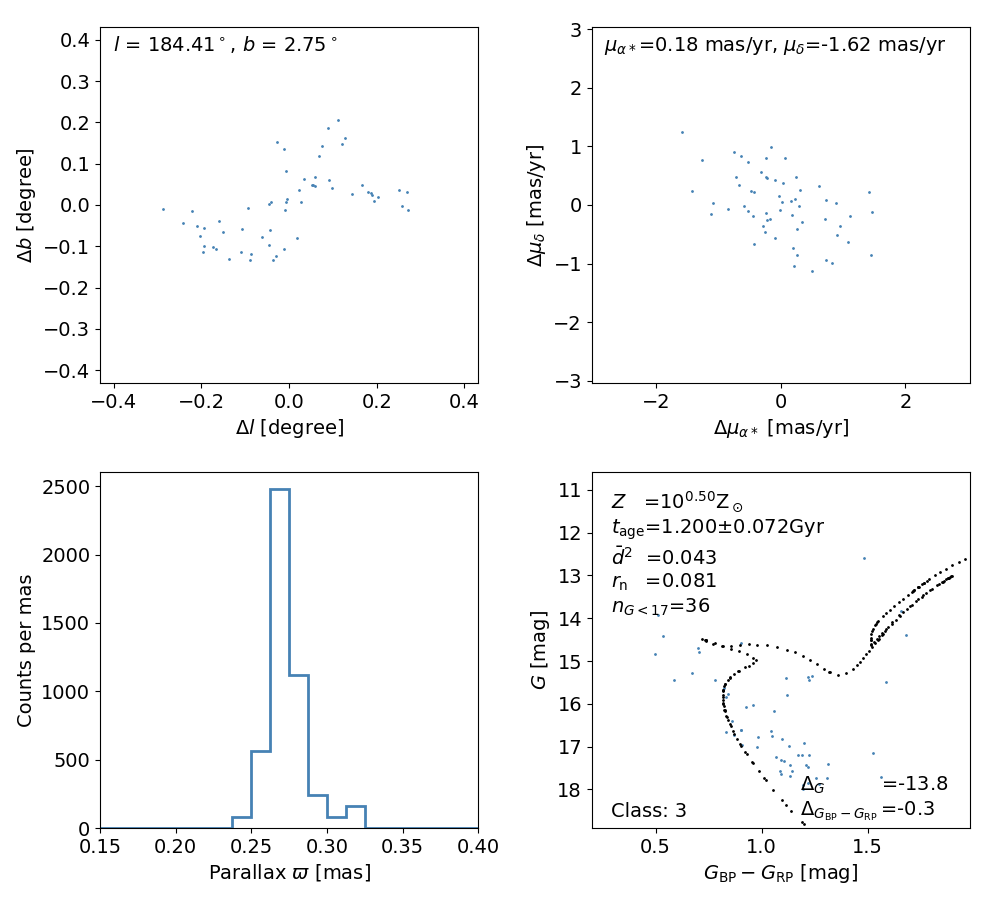 l = 184.41°, b = 2.75°
0.4
0.3
0.2
0.1
0.0
−0.1
−0.2
−0.3
−0.4
Δb [degree]
−0.4 −0.2 0.0 0.2 0.4
Δl [degree]
μα*=0.18 mas/yr, μδ=-1.62 mas/yr
3
2
1
0
−1
−2
−3
Δμδ [mas/yr]
−2 0 2
Δμα* [mas/yr]
2500
2000
1500
1000
500
0
Counts per mas
0.15 0.20 0.25 0.30 0.35 0.40
Parallax ϖ [mas]
11
12
13
14
15
16
17
18
G [mag]
Z =10^0.50 Z⊙
t_age=1.200±0.072Gyr
d̄² =0.043
r_n =0.081
n_G<17=36
Δ_G =-13.8
Class: 3 Δ_GBP−GRP =-0.3
0.5 1.0 1.5
G_BP − G_RP [mag]